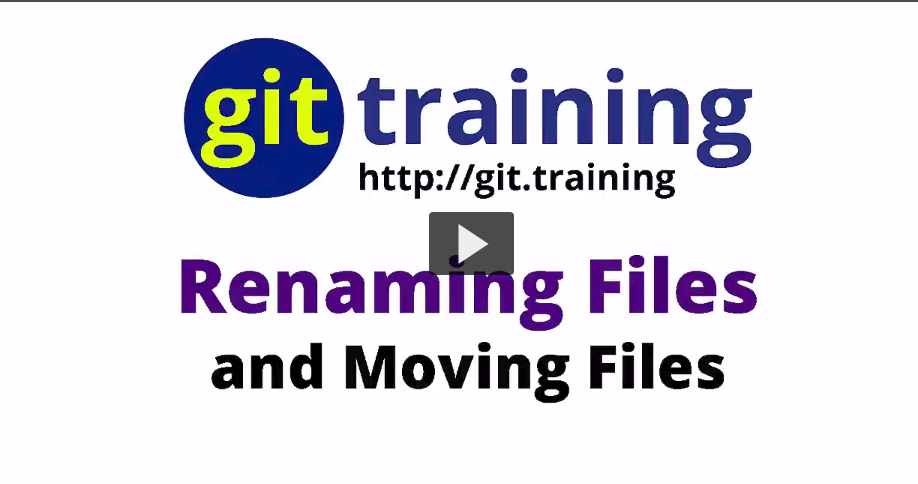 git training
http://git.training
Renaming Files
and Moving Files